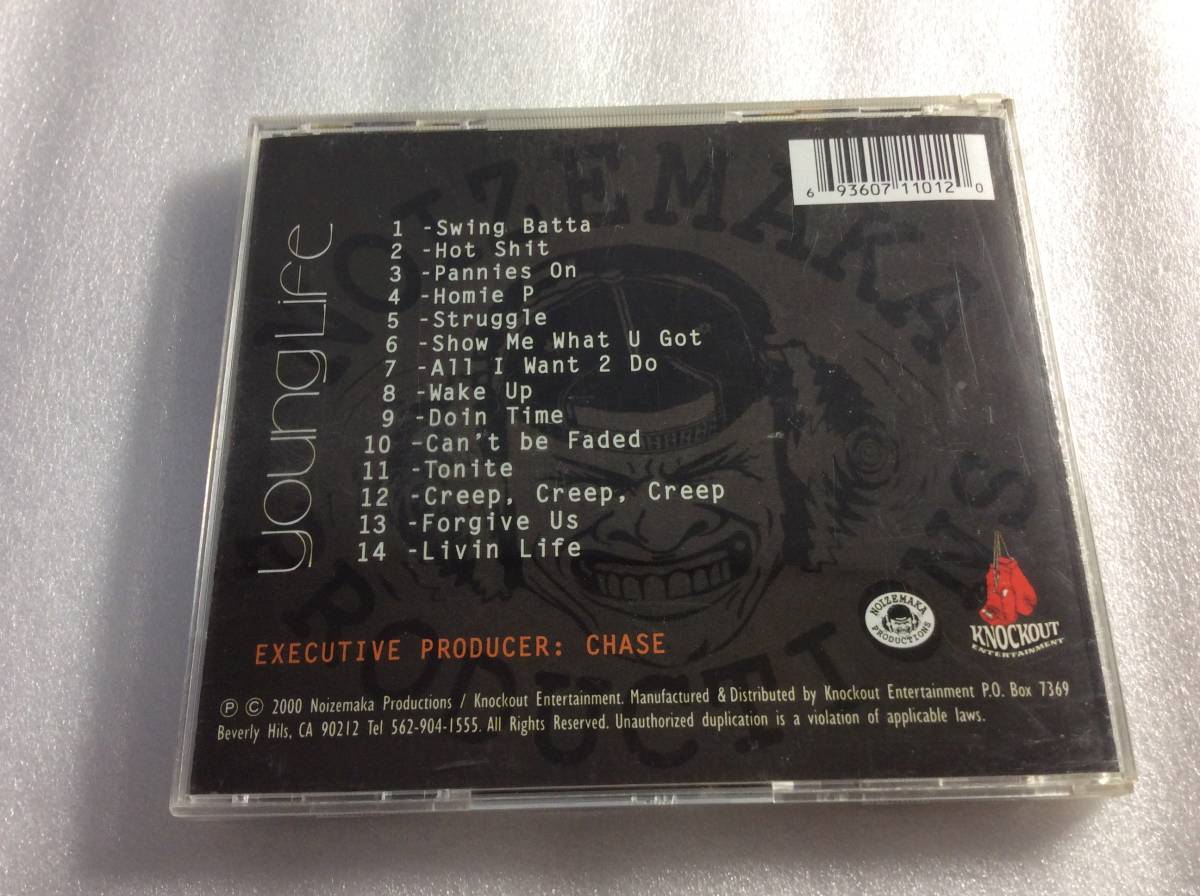 NOIZEMAKA
PRODUCTIONS
6 93607 11012 0
young Life
1 -Swing Batta
2 -Hot Shit
3 -Pannies On
4 -Homie P
5 -Struggle
6 -Show Me What U Got
7 -All I Want 2 Do
8 -Wake Up
9 -Doin Time
10 -Can't be Faded
11 -Tonite
12 -Creep, Creep, Creep
13 -Forgive Us
14 -Livin Life
EXECUTIVE PRODUCER: CHASE
NOIZEMAKA
PRODUCTIONS
KNOCKOUT
ENTERTAINMENT
Ⓟ © 2000 Noizemaka Productions / Knockout Entertainment. Manufactured & Distributed by Knockout Entertainment P.O. Box 7369
Beverly Hils, CA 90212 Tel 562-904-1555. All Rights Reserved. Unauthorized duplication is a violation of applicable laws.